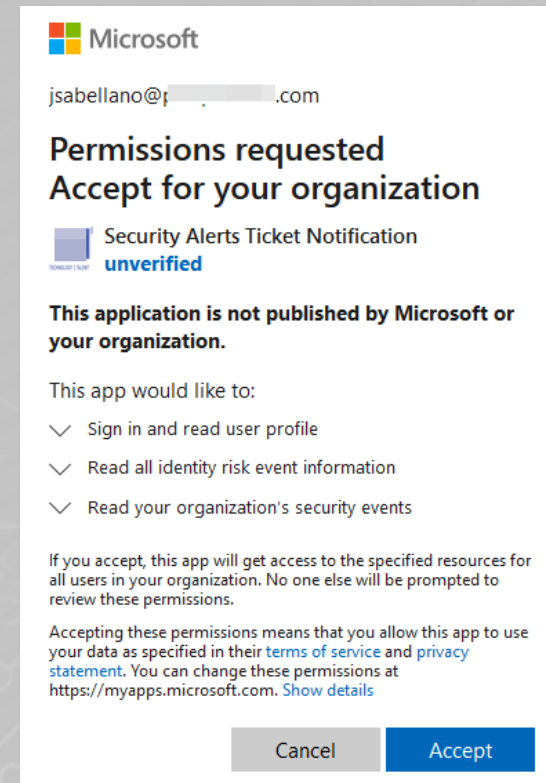 Microsoft
jsabellano@p .com
Permissions requested
Accept for your organization
Security Alerts Ticket Notification
TECHNOLOGY | TALENT
unverified
This application is not published by Microsoft or
your organization.
This app would like to:
Sign in and read user profile
Read all identity risk event information
Read your organization's security events
If you accept, this app will get access to the specified resources for
all users in your organization. No one else will be prompted to
review these permissions.
Accepting these permissions means that you allow this app to use
your data as specified in their terms of service and privacy
statement. You can change these permissions at
https://myapps.microsoft.com. Show details
Cancel Accept